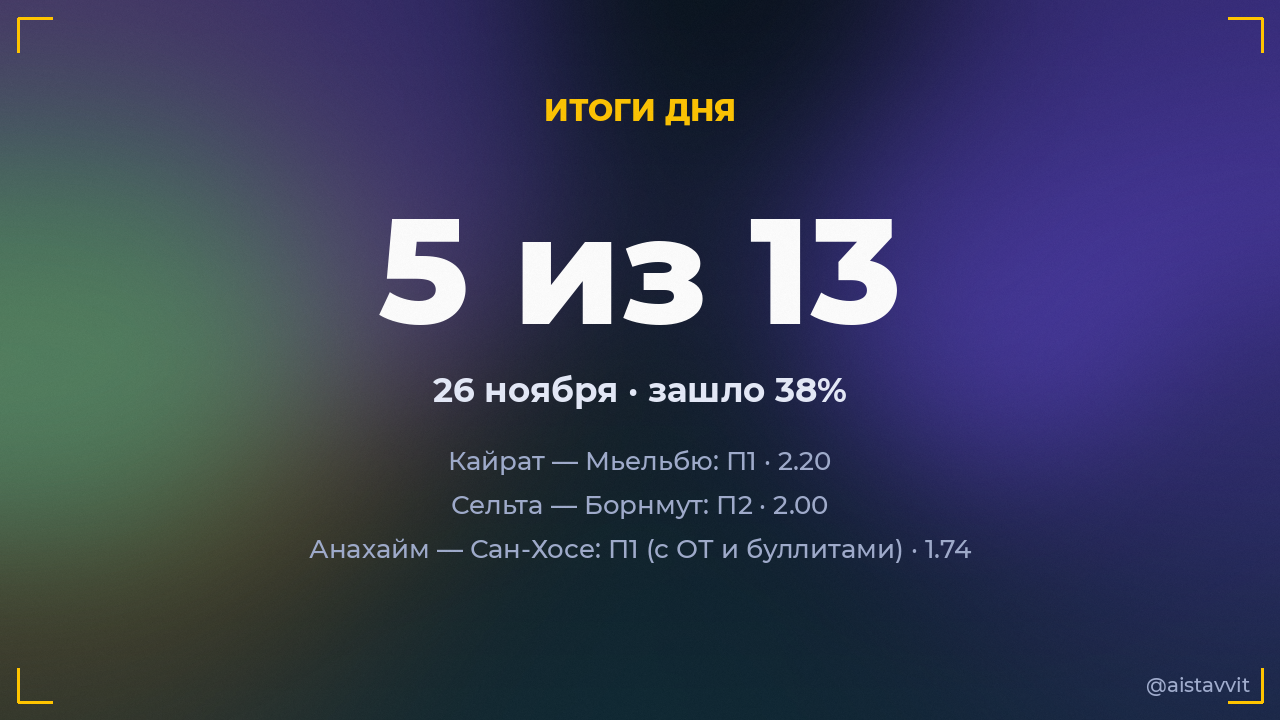 ИТОГИ ДНЯ
5 из 13
26 ноября · зашло 38%
Кайрат — Мьельбю: П1 · 2.20
Сельта — Борнмут: П2 · 2.00
Анахайм — Сан-Хосе: П1 (с ОТ и буллитами) · 1.74
@aistavvit